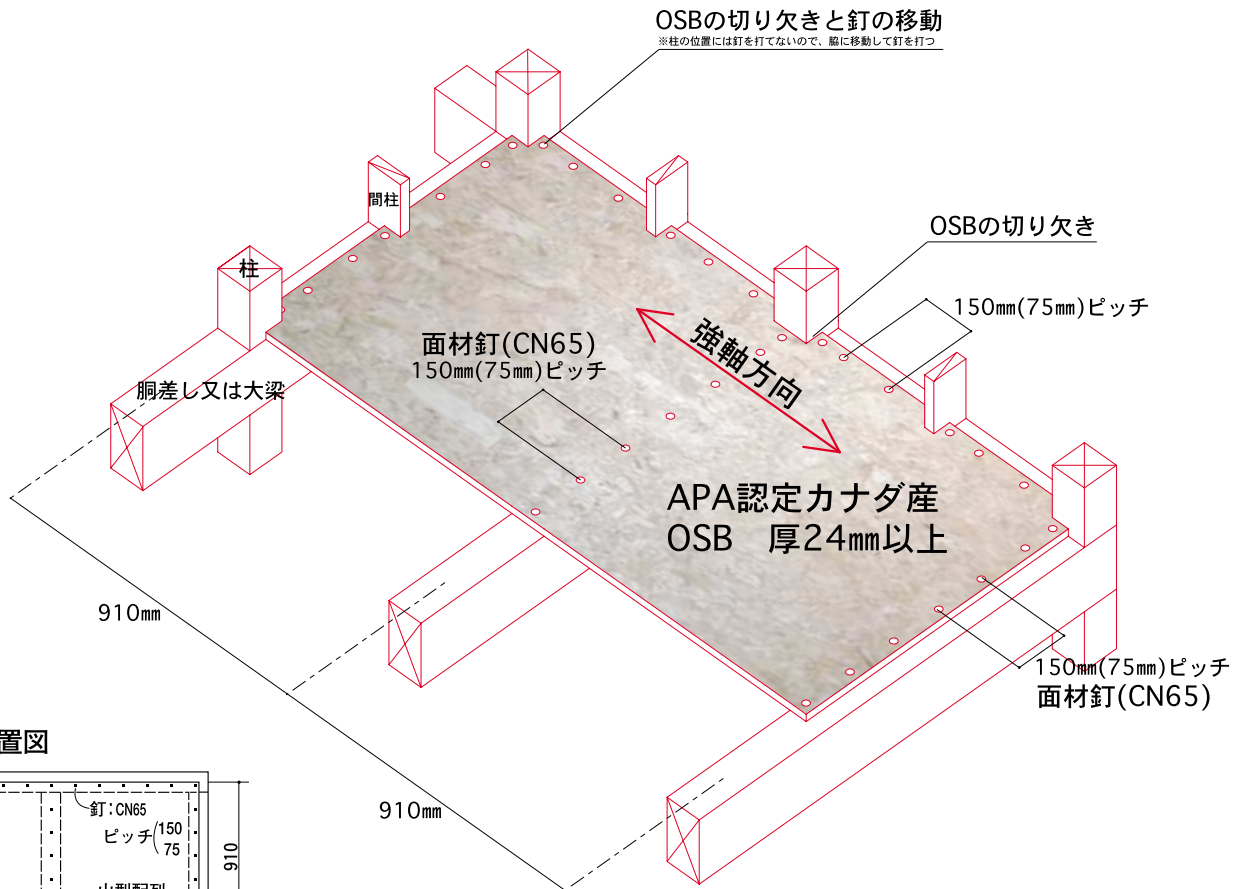 OSBの切り欠きと釘の移動
※柱の位置には釘を打てないので、脇に移動して釘を打つ
間柱
OSBの切り欠き
柱
150㎜(75㎜)ピッチ
面材釘(CN65)
150㎜(75㎜)ピッチ
強軸方向
胴差し又は大梁
APA認定カナダ産
OSB　厚24㎜以上
910㎜
150㎜(75㎜)ピッチ
面材釘(CN65)
置図
910㎜
釘：CN65
ピッチ(150
75
910